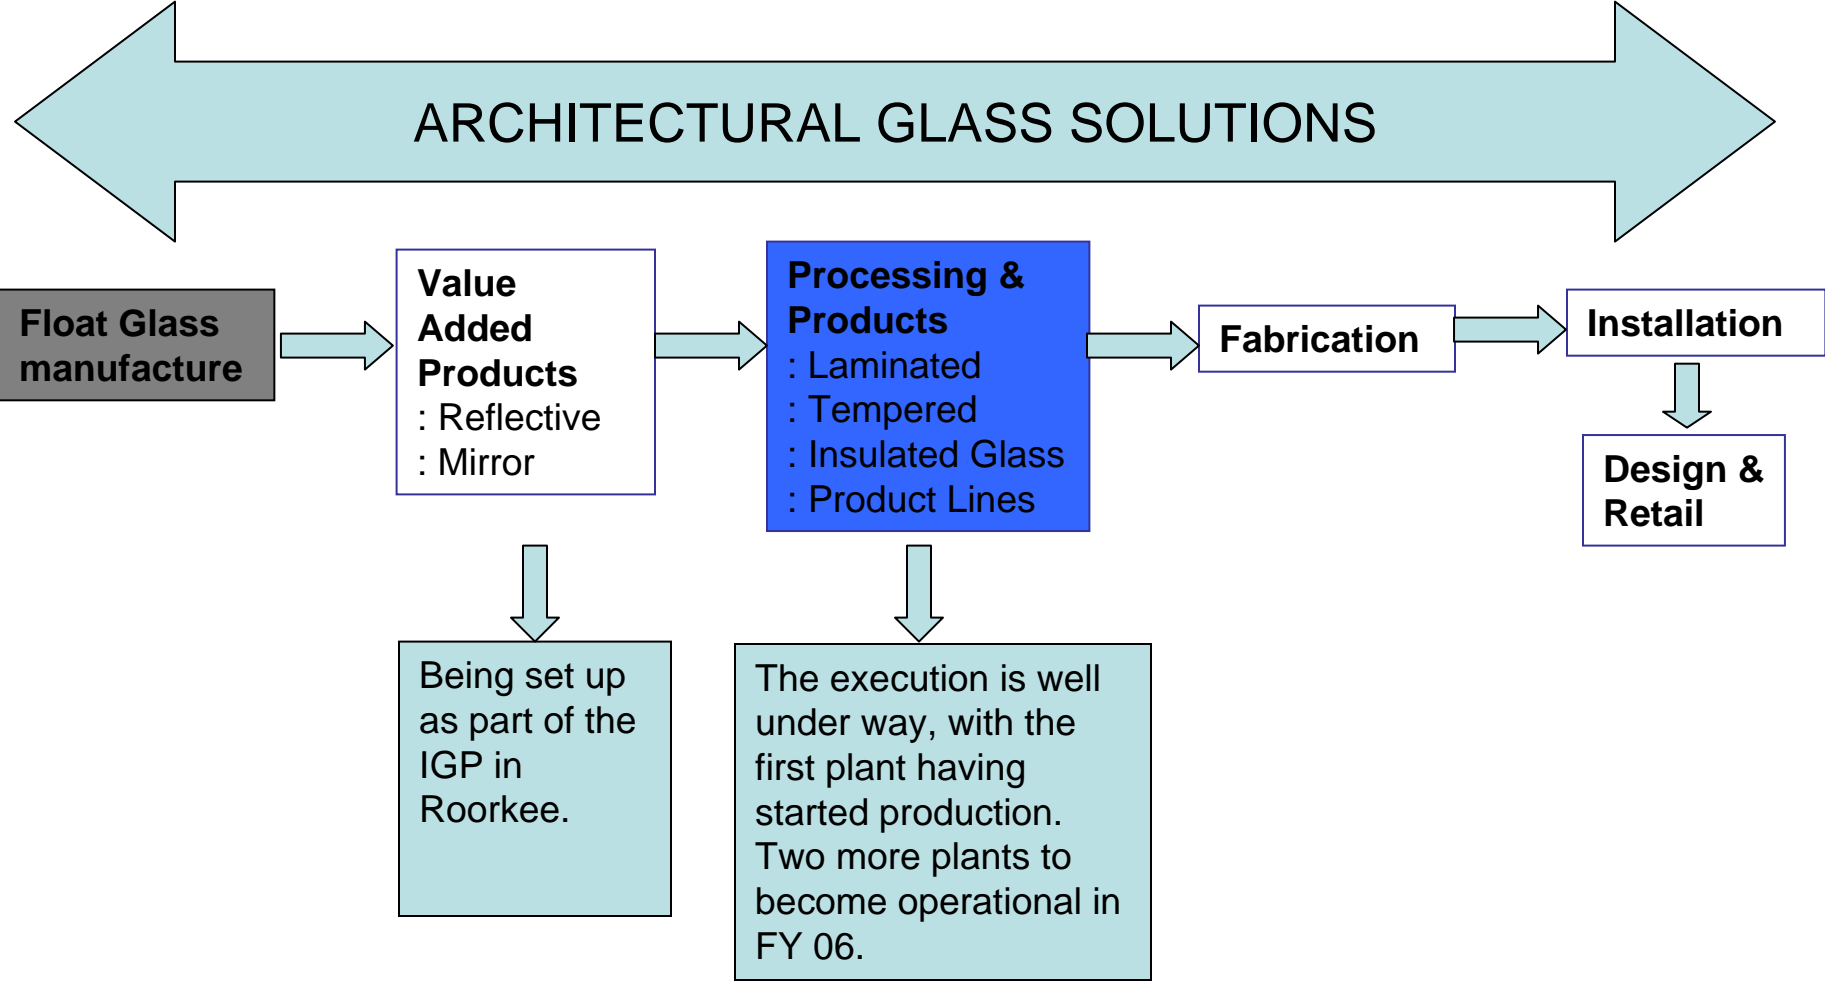 ARCHITECTURAL GLASS SOLUTIONS
Float Glass
manufacture
Value
Added
Products
: Reflective
: Mirror
Processing &
Products
: Laminated
: Tempered
: Insulated Glass
: Product Lines
Fabrication
Installation
Design &
Retail
Being set up
as part of the
IGP in
Roorkee.
The execution is well
under way, with the
first plant having
started production.
Two more plants to
become operational in
FY 06.